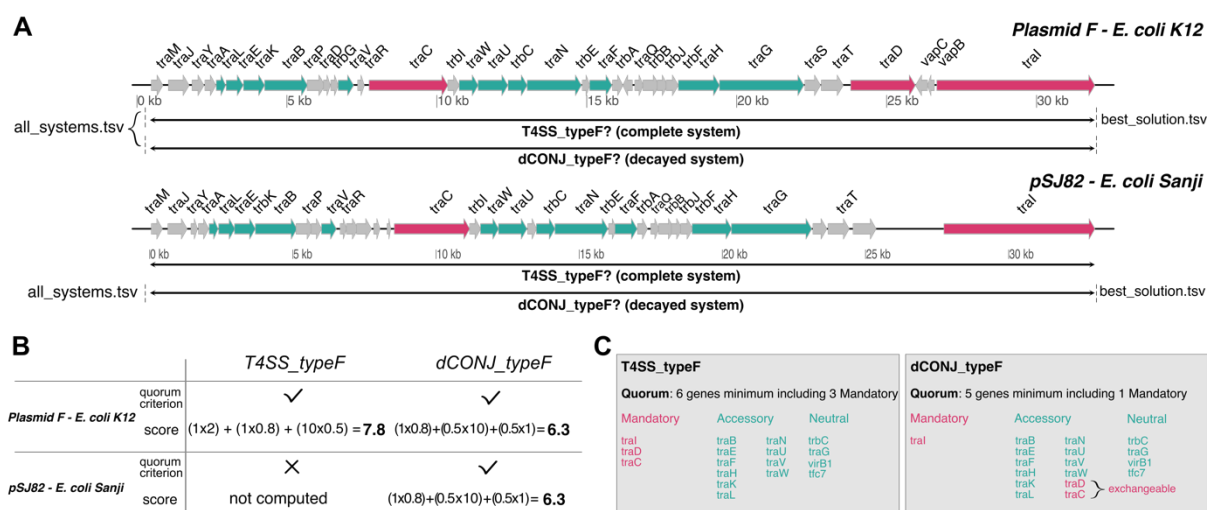 A
Plasmid F - E. coli K12
traM traJ traY traA traL traE traK traB traP traD trbG traV traR traC trbI traW traU trbC traN trbE traF trbA traQ trbB trbJ trbF traH traG traS traT traD vapC vapB traI
0 kb 5 kb 10 kb 15 kb 20 kb 25 kb 30 kb
all_systems.tsv
best_solution.tsv
T4SS_typeF? (complete system)
dCONJ_typeF? (decayed system)
pSJ82 - E. coli Sanji
traM traJ traY traA traL traE trbK traB traP traV traR traC trbI traW traU trbC traN trbE traF trbA traQ trbB trbJ trbF traH traG traT traI
0 kb 5 kb 10 kb 15 kb 20 kb 25 kb 30 kb
T4SS_typeF? (complete system)
all_systems.tsv
best_solution.tsv
dCONJ_typeF? (decayed system)
B
T4SS_typeF dCONJ_typeF
Plasmid F - E. coli K12
quorum
criterion
✓ ✓
score
(1x2) + (1x0.8) + (10x0.5) = 7.8
(1x0.8)+(0.5x10)+(0.5x1)= 6.3
pSJ82 - E. coli Sanji
quorum
criterion
✕ ✓
score
not computed
(1x0.8)+(0.5x10)+(0.5x1)= 6.3
C
T4SS_typeF
Quorum: 6 genes minimum including 3 Mandatory
Mandatory Accessory Neutral
traI traB traN trbC
traD traE traU traG
traC traF traV virB1
traH traW tfc7
traK
traL
dCONJ_typeF
Quorum: 5 genes minimum including 1 Mandatory
Mandatory Accessory Neutral
traI traB traN trbC
traE traU traG
traF traV virB1
traH traW tfc7
traK traD
traL traC
exchangeable